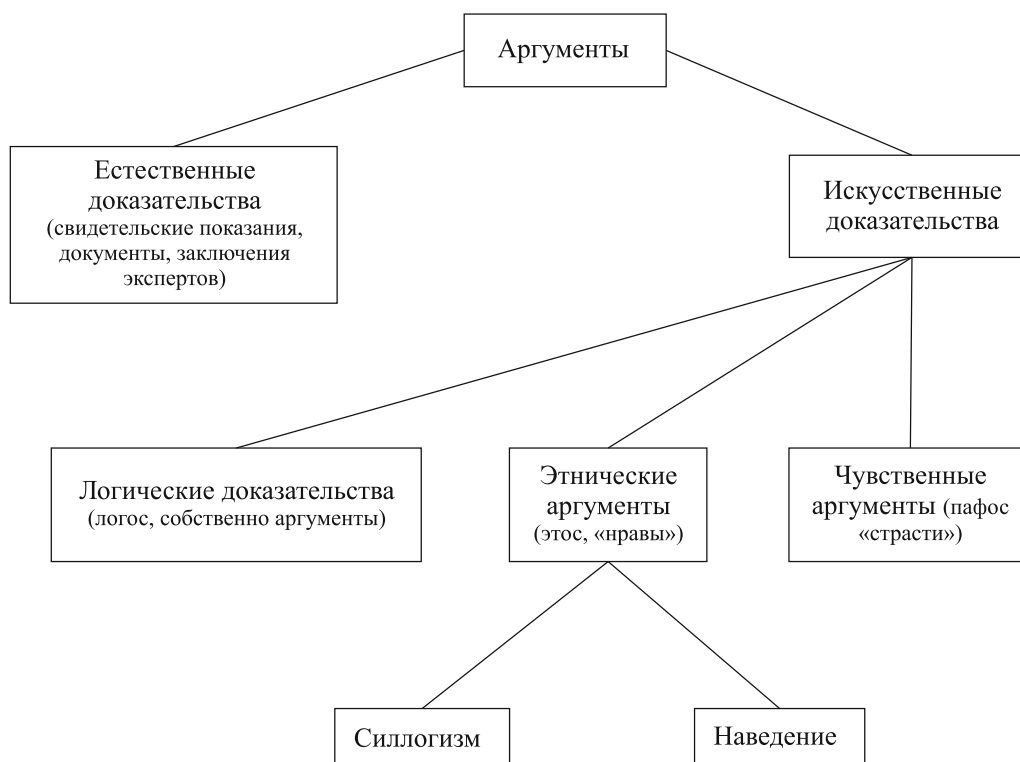 Аргументы
Естественные
доказательства
(свидетельские показания,
документы, заключения
экспертов)
Искусственные
доказательства
Логические доказательства
(логос, собственно аргументы)
Этнические
аргументы
(этос, «нравы»)
Чувственные
аргументы (пафос
«страсти»)
Силлогизм
Наведение